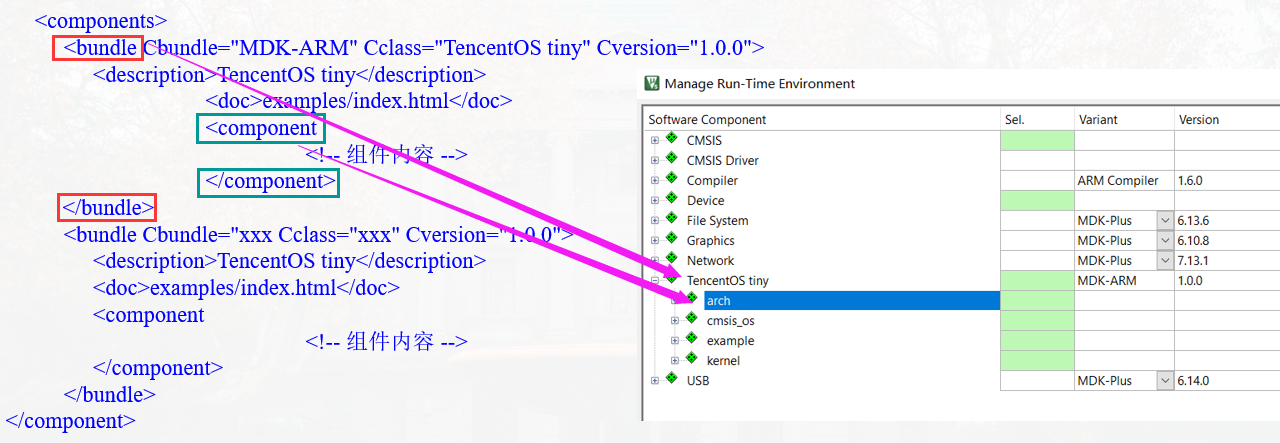 <components>
<bundle Cbundle="MDK-ARM" Cclass="TencentOS tiny" Cversion="1.0.0">
<description>TencentOS tiny</description>
<doc>examples/index.html</doc>
<component
<!-- 组件内容 -->
</component>
</bundle>
<bundle Cbundle="xxx Cclass="xxx" Cversion="1.0.0">
<description>TencentOS tiny</description>
<doc>examples/index.html</doc>
<component
<!-- 组件内容 -->
</component>
</bundle>
</component>
Manage Run-Time Environment
Software Component Sel. Variant Version
CMSIS
CMSIS Driver
Compiler ARM Compiler 1.6.0
Device
File System MDK-Plus 6.13.6
Graphics MDK-Plus 6.10.8
Network MDK-Plus 7.13.1
TencentOS tiny MDK-ARM 1.0.0
arch
cmsis_os
example
kernel
USB MDK-Plus 6.14.0